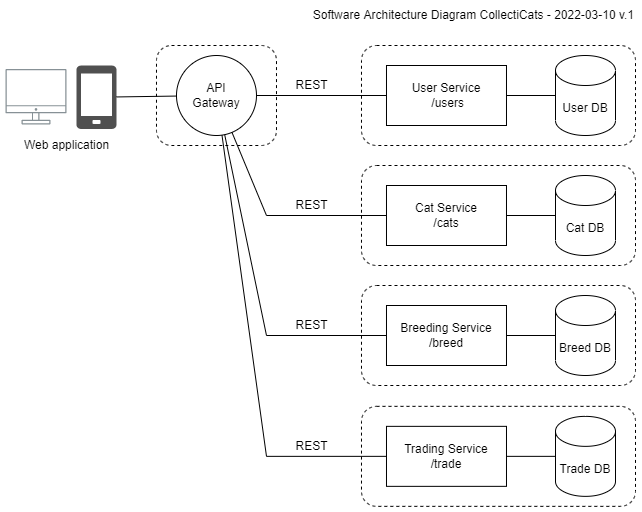 Software Architecture Diagram CollectiCats - 2022-03-10 v.1
Web application
API
Gateway
REST
User Service
/users
User DB
REST
Cat Service
/cats
Cat DB
REST
Breeding Service
/breed
Breed DB
REST
Trading Service
/trade
Trade DB